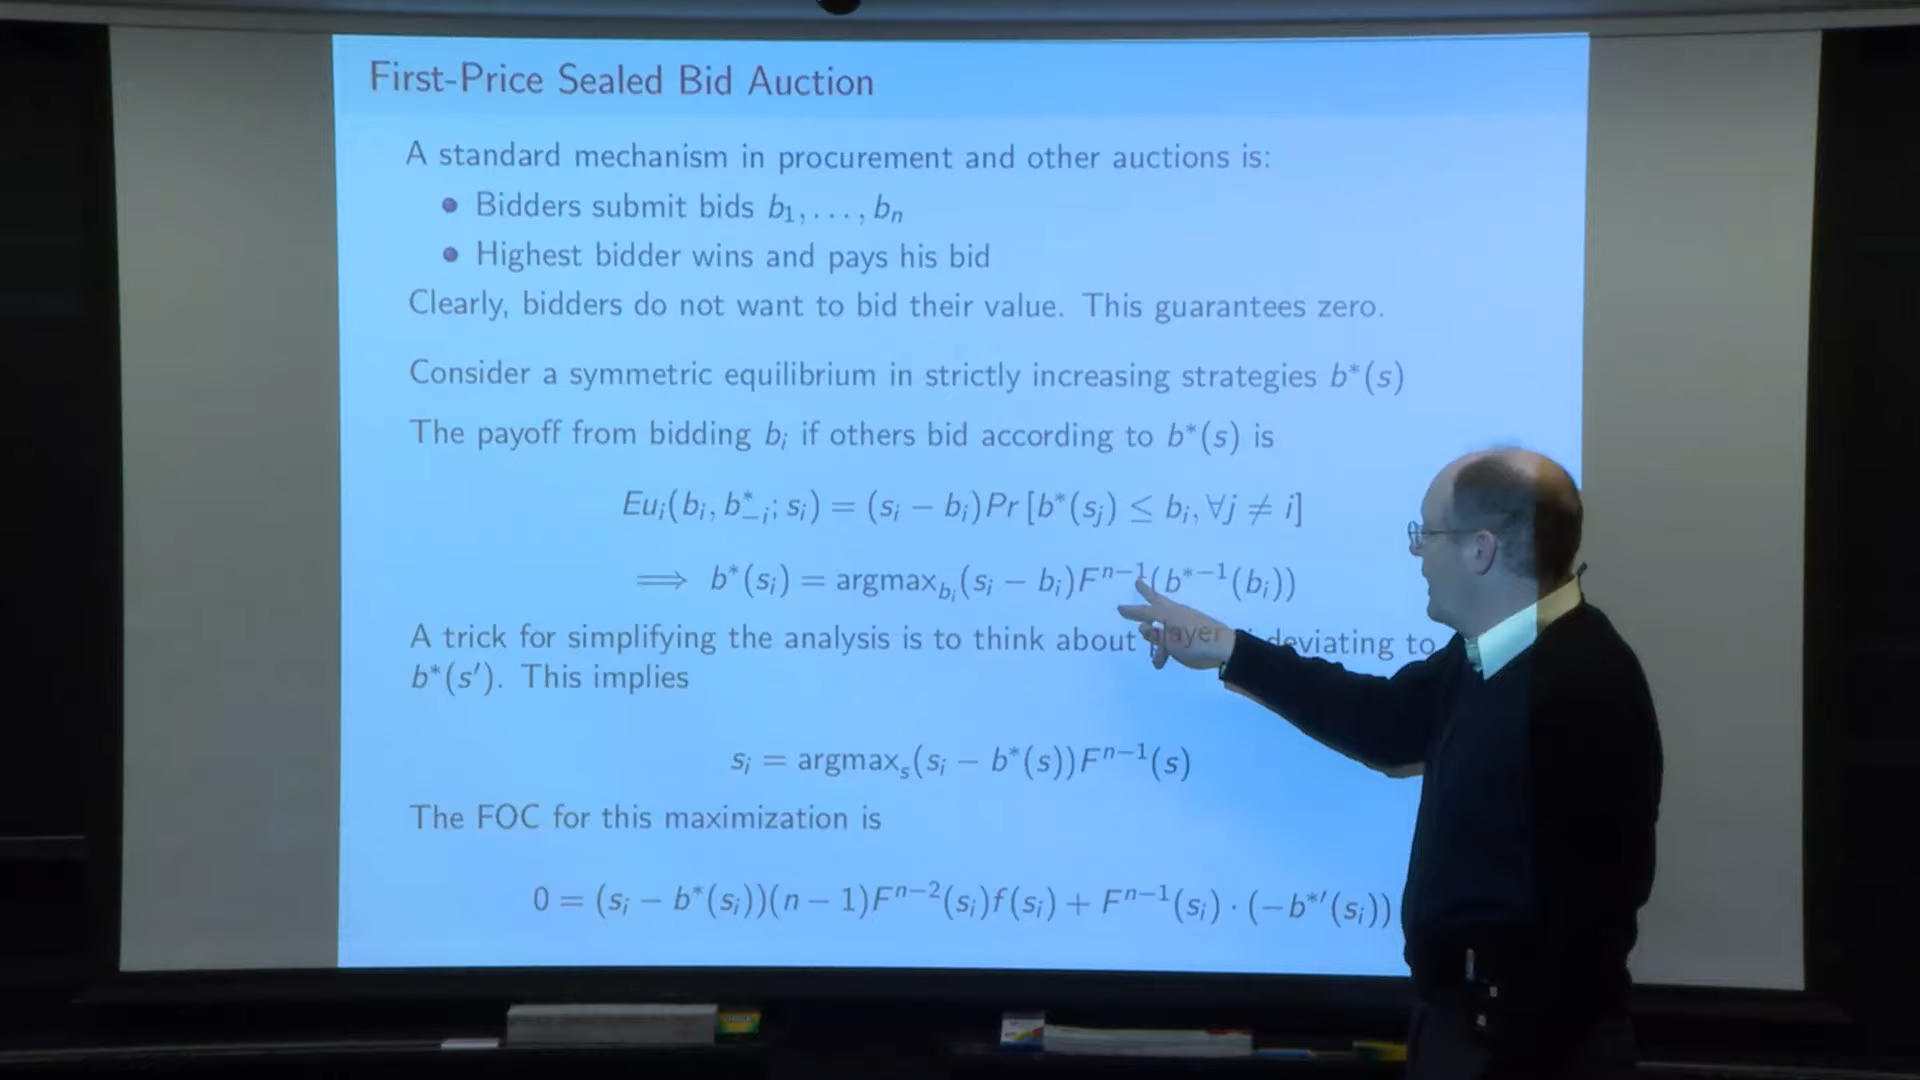 First-Price Sealed Bid Auction
A standard mechanism in procurement and other auctions is:
Bidders submit bids b₁, . . . , bₙ
Highest bidder wins and pays his bid
Clearly, bidders do not want to bid their value. This guarantees zero.
Consider a symmetric equilibrium in strictly increasing strategies b*(s)
The payoff from bidding bᵢ if others bid according to b*(s) is
Euᵢ(bᵢ, b*₋ᵢ; sᵢ) = (sᵢ − bᵢ)Pr [b*(sⱼ) ≤ bᵢ, ∀j ≠ i]
⟹ b*(sᵢ) = argmax_{bᵢ}(sᵢ − bᵢ)Fⁿ⁻¹(b*⁻¹(bᵢ))
A trick for simplifying the analysis is to think about player deviating to
b*(s′). This implies
sᵢ = argmaxₛ(sᵢ − b*(s))Fⁿ⁻¹(s)
The FOC for this maximization is
0 = (sᵢ − b*(sᵢ))(n − 1)Fⁿ⁻²(sᵢ)f(sᵢ) + Fⁿ⁻¹(sᵢ) · (−b*′(sᵢ))